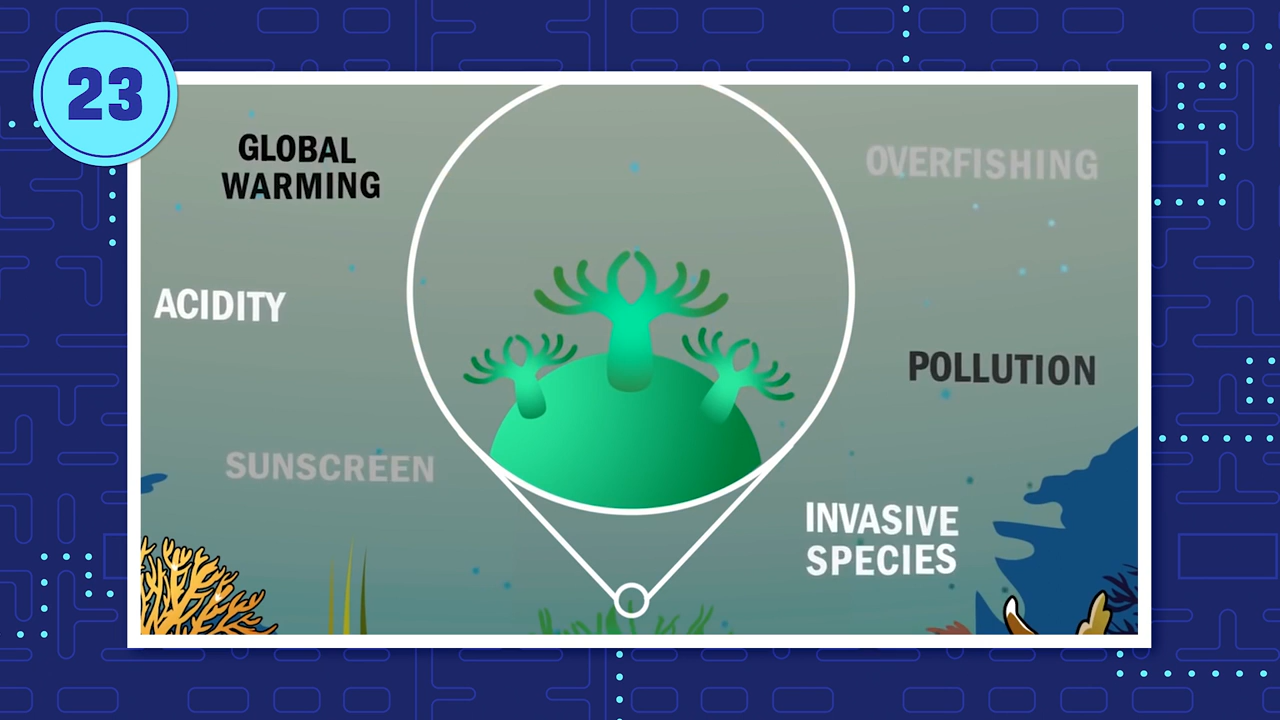 23
GLOBAL
WARMING
OVERFISHING
ACIDITY
POLLUTION
SUNSCREEN
INVASIVE
SPECIES